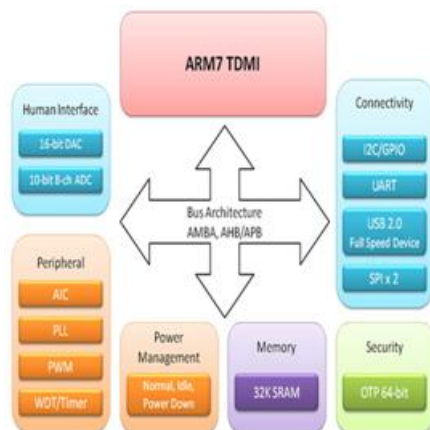 ARM7 TDMI
Human Interface
16-bit DAC
10-bit 8-ch ADC
Connectivity
I2C/GPIO
UART
USB 2.0
Full Speed Device
SPI x 2
Bus Architecture
AMBA, AHB/APB
Peripheral
AIC
PLL
PWM
WDT/Timer
Power
Management
Normal, Idle,
Power Down
Memory
32K SRAM
Security
OTP 64-bit